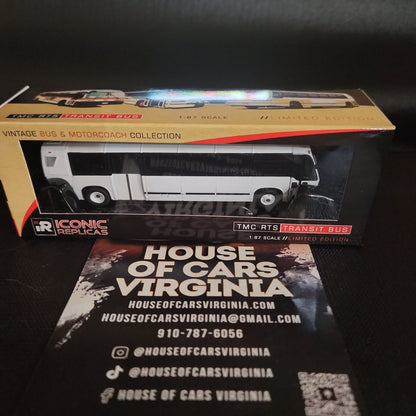 TMC RTS TRANSIT BUS
1:87 SCALE // LIMITED EDITION
VINTAGE BUS & MOTORCOACH COLLECTION
iR ICONIC REPLICAS
TMC RTS TRANSIT BUS
1:87 SCALE // LIMITED EDITION
HOUSE
OF CARS
VIRGINIA
HOUSEOFCARSVIRGINIA.COM
HOUSEOFCARSVIRGINIA@GMAIL.COM
910-787-6056
@HOUSEOFCARSVIRGINIA
@HOUSEOFCARSVIRGINIA
HOUSE OF CARS VIRGINIA